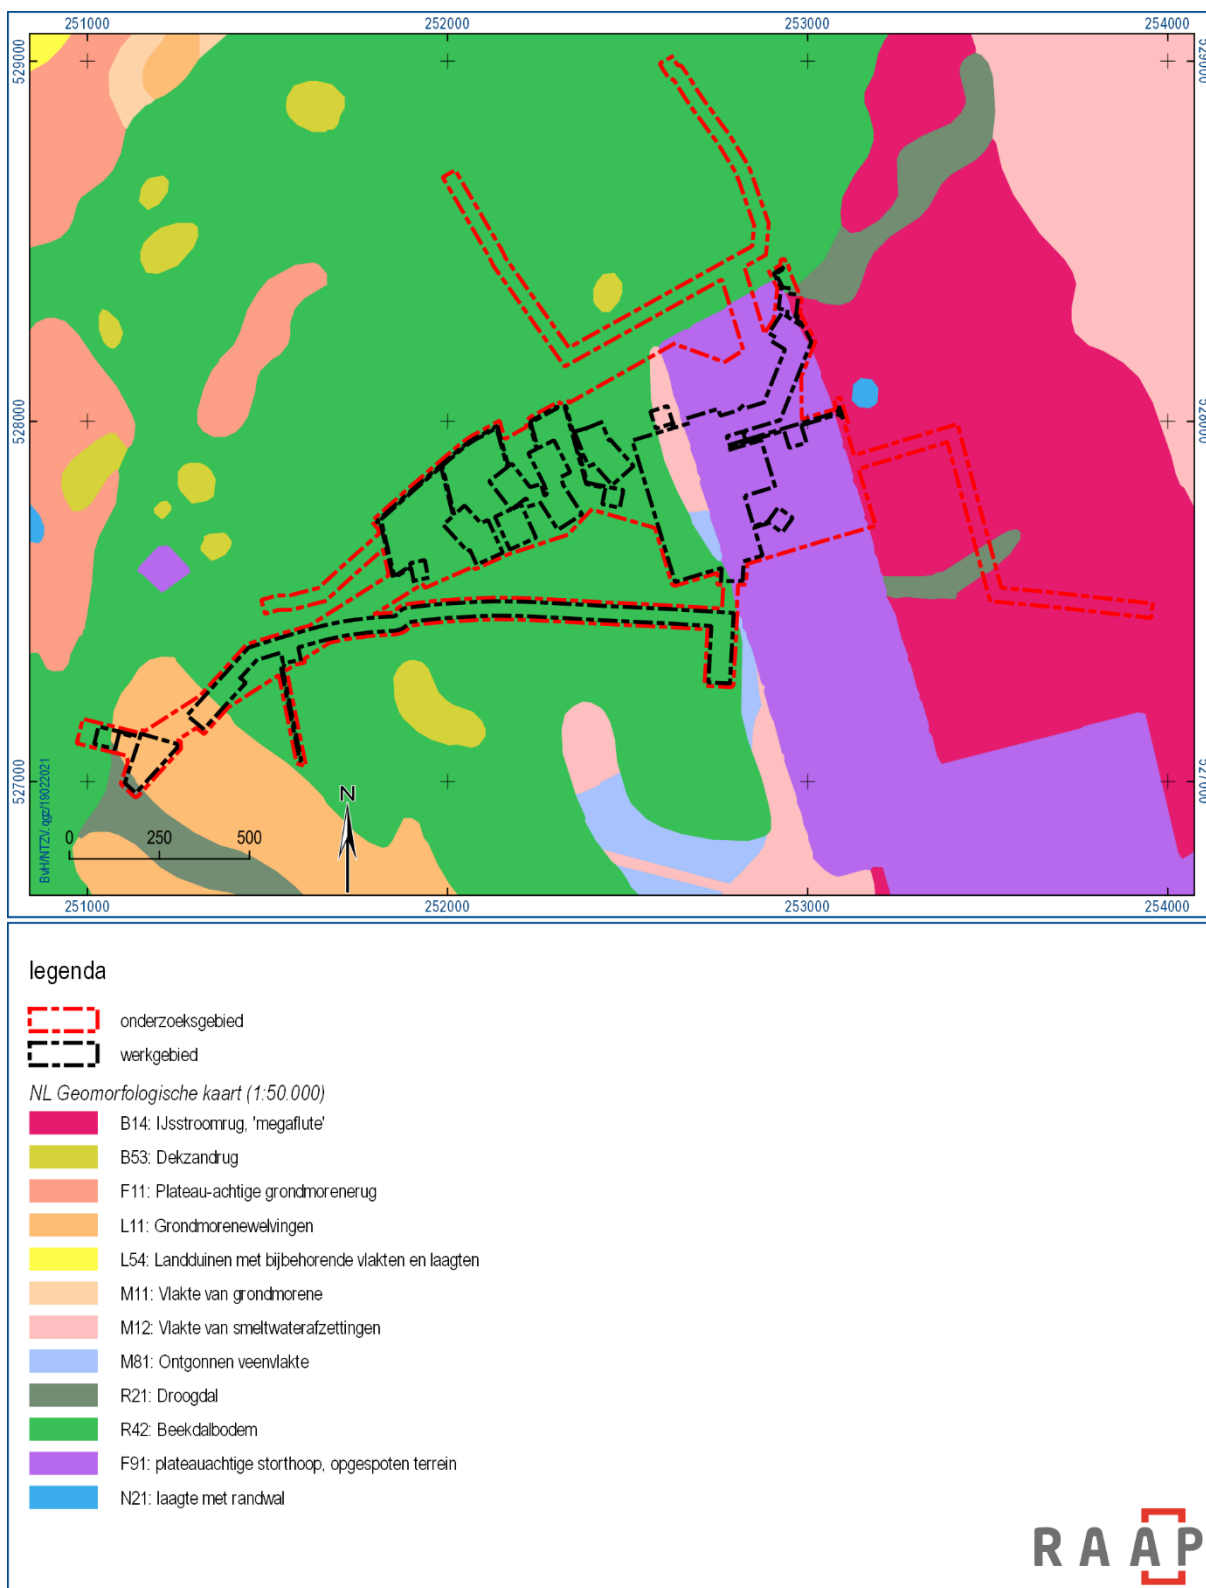 251000 252000 253000 254000
529000 529000
528000 528000
527000 527000
N
0 250 500
BvH/NTZV.qgz/19022021
251000 252000 253000 254000
legenda
onderzoeksgebied
werkgebied
NL Geomorfologische kaart (1:50.000)
B14: IJsstroomrug, 'megaflute'
B53: Dekzandrug
F11: Plateau-achtige grondmorenerug
L11: Grondmorenewelvingen
L54: Landduinen met bijbehorende vlakten en laagten
M11: Vlakte van grondmorene
M12: Vlakte van smeltwaterafzettingen
M81: Ontgonnen veenvlakte
R21: Droogdal
R42: Beekdalbodem
F91: plateauachtige storthoop, opgespoten terrein
N21: laagte met randwal
RAAP